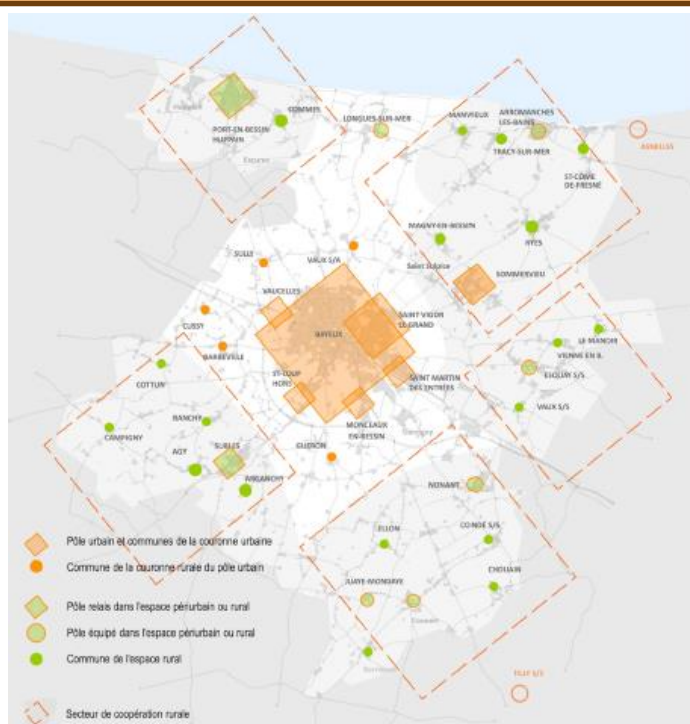 COMMES
PORT-EN-BESSIN
HUPPAIN
LONGUES-SUR-MER
MANVIEUX
ARROMANCHES
LES-BAINS
TRACY-SUR-MER
ASNELLES
ST-COME
DE-FRESNÉ
MAGNY-EN-BESSIN
RYES
SULLY
VAUX S/A
SOMMERVIEU
VAUCELLES
SAINT VIGOR
LE GRAND
BAYEUX
CUSSY
BARBEVILLE
LE MANOIR
VIENNE EN B.
ESQUAY S/S
COTTUN
ST-LOUP
HORS
SAINT MARTIN
DES ENTRÉES
VAUX S/S
RANCHY
MONCEAUX
EN-BESSIN
CAMPIGNY
SUBLES
GUÉRON
AGY
ARGANCHY
NONANT
ELLON
CONDÉ S/S
CHOUAIN
JUAYE-MONDAYE
TILLY S/S
Pôle urbain et communes de la couronne urbaine
Commune de la couronne rurale du pôle urbain
Pôle relais dans l'espace périurbain ou rural
Pôle équipé dans l'espace périurbain ou rural
Commune de l'espace rural
Secteur de coopération rurale